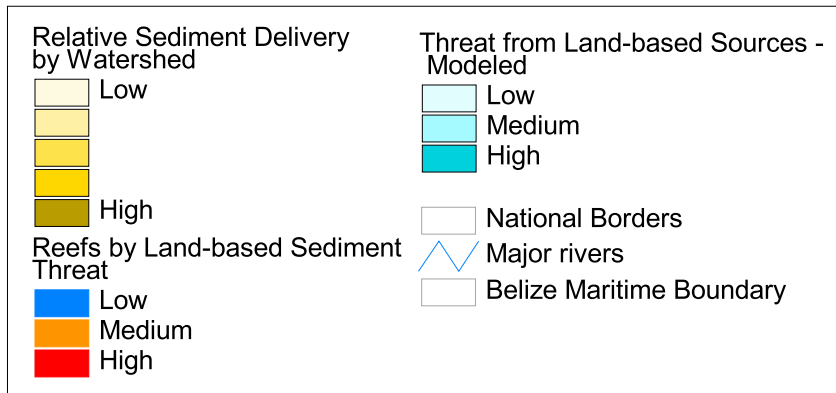 Relative Sediment Delivery
by Watershed
Low
High
Reefs by Land-based Sediment
Threat
Low
Medium
High
Threat from Land-based Sources -
Modeled
Low
Medium
High
National Borders
Major rivers
Belize Maritime Boundary